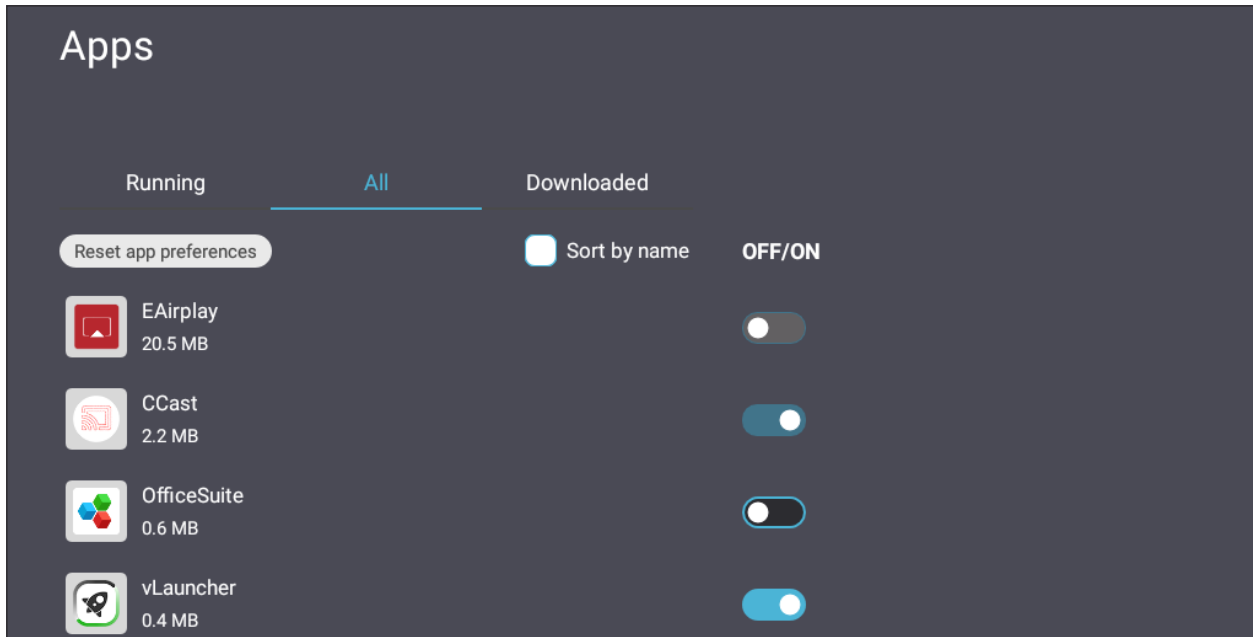 Apps
Running All Downloaded
Reset app preferences Sort by name OFF/ON
EAirplay
20.5 MB
CCast
2.2 MB
OfficeSuite
0.6 MB
vLauncher
0.4 MB